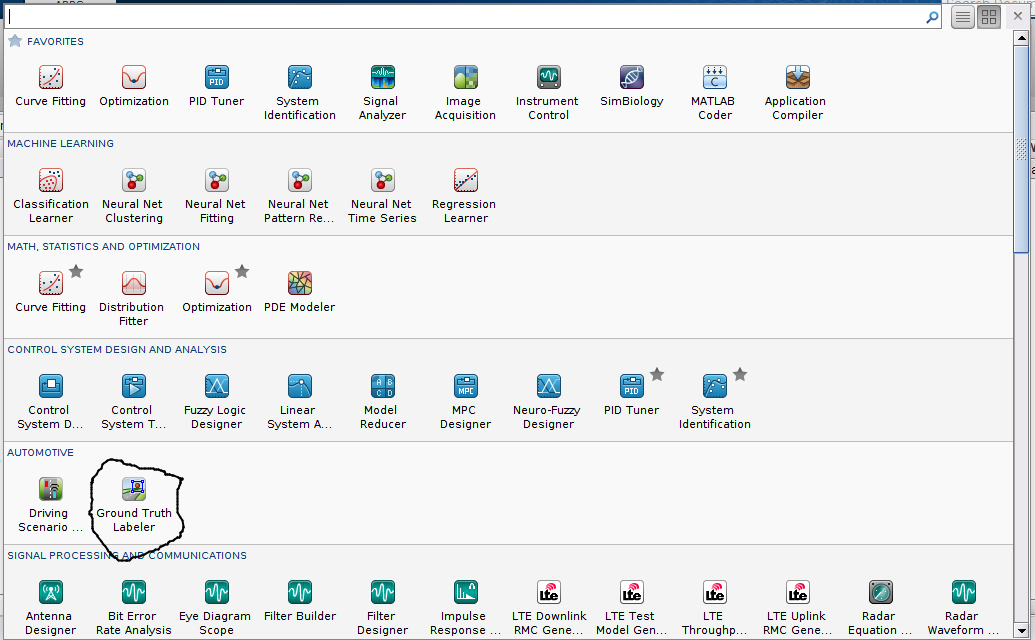 FAVORITES
Curve Fitting
Optimization
PID Tuner
System
Identification
Signal
Analyzer
Image
Acquisition
Instrument
Control
SimBiology
MATLAB
Coder
Application
Compiler
MACHINE LEARNING
Classification
Learner
Neural Net
Clustering
Neural Net
Fitting
Neural Net
Pattern Re...
Neural Net
Time Series
Regression
Learner
MATH, STATISTICS AND OPTIMIZATION
Curve Fitting
Distribution
Fitter
Optimization
PDE Modeler
CONTROL SYSTEM DESIGN AND ANALYSIS
Control
System D...
Control
System T...
Fuzzy Logic
Designer
Linear
System A...
Model
Reducer
MPC
Designer
Neuro-Fuzzy
Designer
PID Tuner
System
Identification
AUTOMOTIVE
Driving
Scenario ...
Ground Truth
Labeler
SIGNAL PROCESSING AND COMMUNICATIONS
Antenna
Designer
Bit Error
Rate Analysis
Eye Diagram
Scope
Filter Builder
Filter
Designer
Impulse
Response ...
LTE Downlink
RMC Gene...
LTE Test
Model Gen...
LTE
Throughp...
LTE Uplink
RMC Gene...
Radar
Equation ...
Radar
Waveform ...